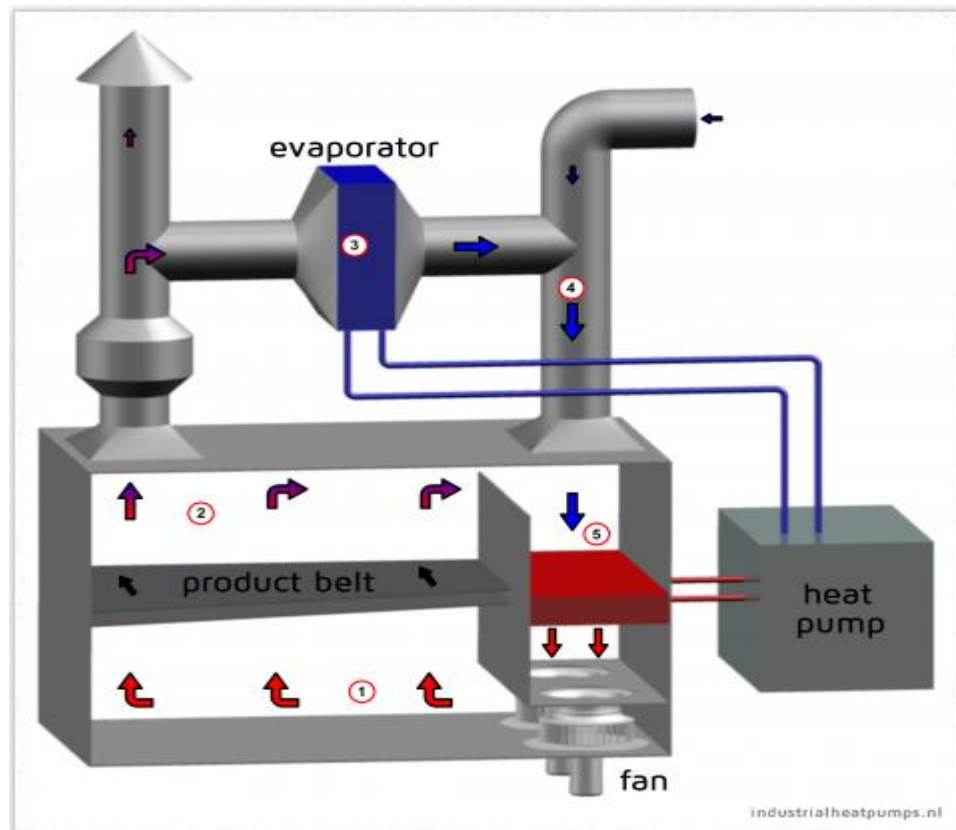 evaporator
3
4
2
5
product belt
heat
pump
1
fan
industrialheatpumps.nl